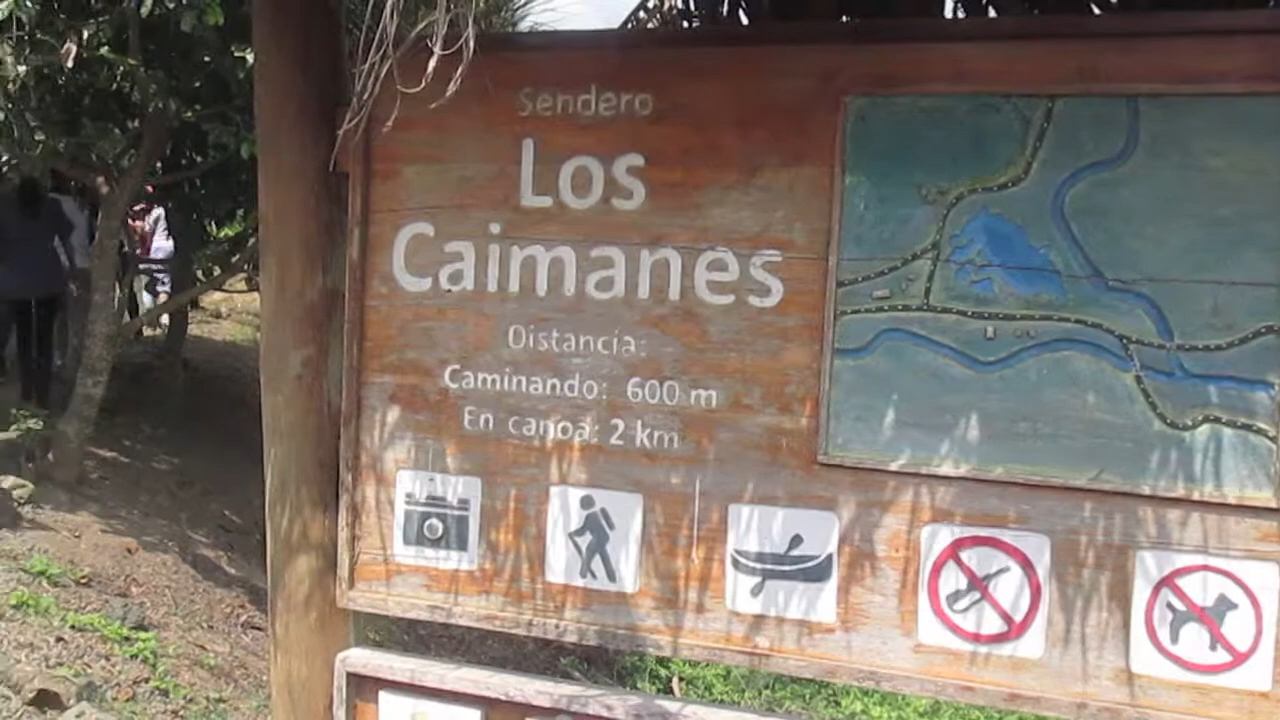 Sendero
Los
Caimanes
Distancia:
Caminando: 600 m
En canoa: 2 km